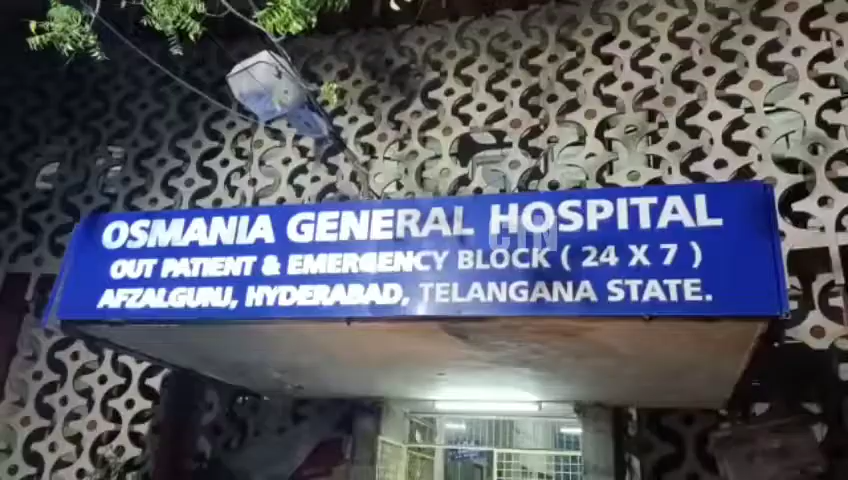 OSMANIA GENERAL HOSPITAL
OUT PATIENT & EMERGENCY BLOCK ( 24 X 7 )
AFZALGUNJ, HYDERABAD, TELANGANA STATE.